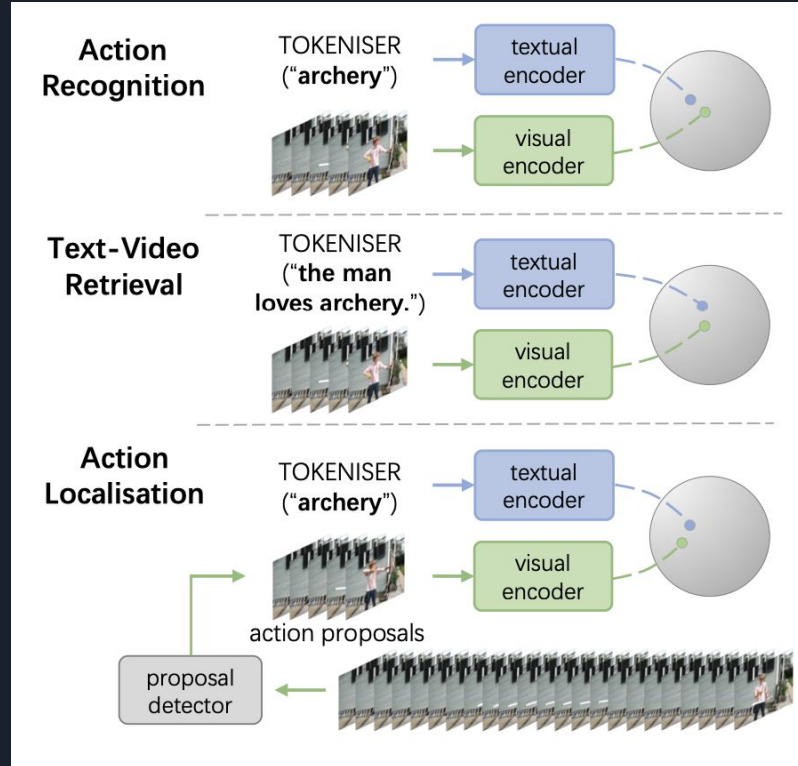 Action
Recognition
TOKENISER
(“archery”)
textual
encoder
visual
encoder
Text-Video
Retrieval
TOKENISER
(“the man
loves archery.”)
textual
encoder
visual
encoder
Action
Localisation
TOKENISER
(“archery”)
textual
encoder
visual
encoder
action proposals
proposal
detector